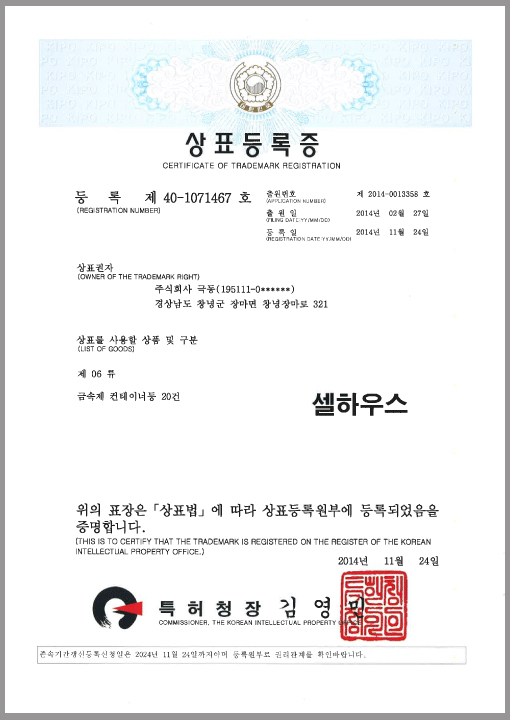 상표등록증
CERTIFICATE OF TRADEMARK REGISTRATION
등 록 제 40-1071467 호
(REGISTRATION NUMBER)
출원번호 제 2014-0013358 호
(APPLICATION NUMBER)
출 원 일 2014년 02월 27일
(FILING DATE:YY/MM/DD)
등 록 일 2014년 11월 24일
(REGISTRATION DATE:YY/MM/DD)
상표권자
(OWNER OF THE TRADEMARK RIGHT)
주식회사 극동(195111-0******)
경상남도 창녕군 장마면 창녕장마로 321
상표를 사용할 상품 및 구분
(LIST OF GOODS)
제 06 류
금속제 컨테이너등 20건
셀하우스
위의 표장은「상표법」에 따라 상표등록원부에 등록되었음을
증명합니다.
(THIS IS TO CERTIFY THAT THE TRADEMARK IS REGISTERED ON THE REGISTER OF THE KOREAN
INTELLECTUAL PROPERTY OFFICE.)
2014년 11월 24일
특허청장 김영민
COMMISSIONER, THE KOREAN INTELLECTUAL PROPERTY OFFICE
존속기간갱신등록신청일은 2024년 11월 24일까지이며 등록원부로 권리관계를 확인바랍니다.